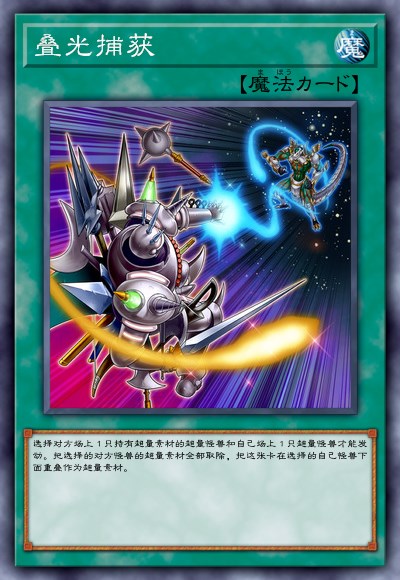 叠光捕获
魔
【魔法カード】
まほう
选择对方场上1只持有超量素材的超量怪兽和自己场上1只超量怪兽才能发
动。把选择的对方怪兽的超量素材全部取除，把这张卡在选择的自己怪兽下
面重叠作为超量素材。